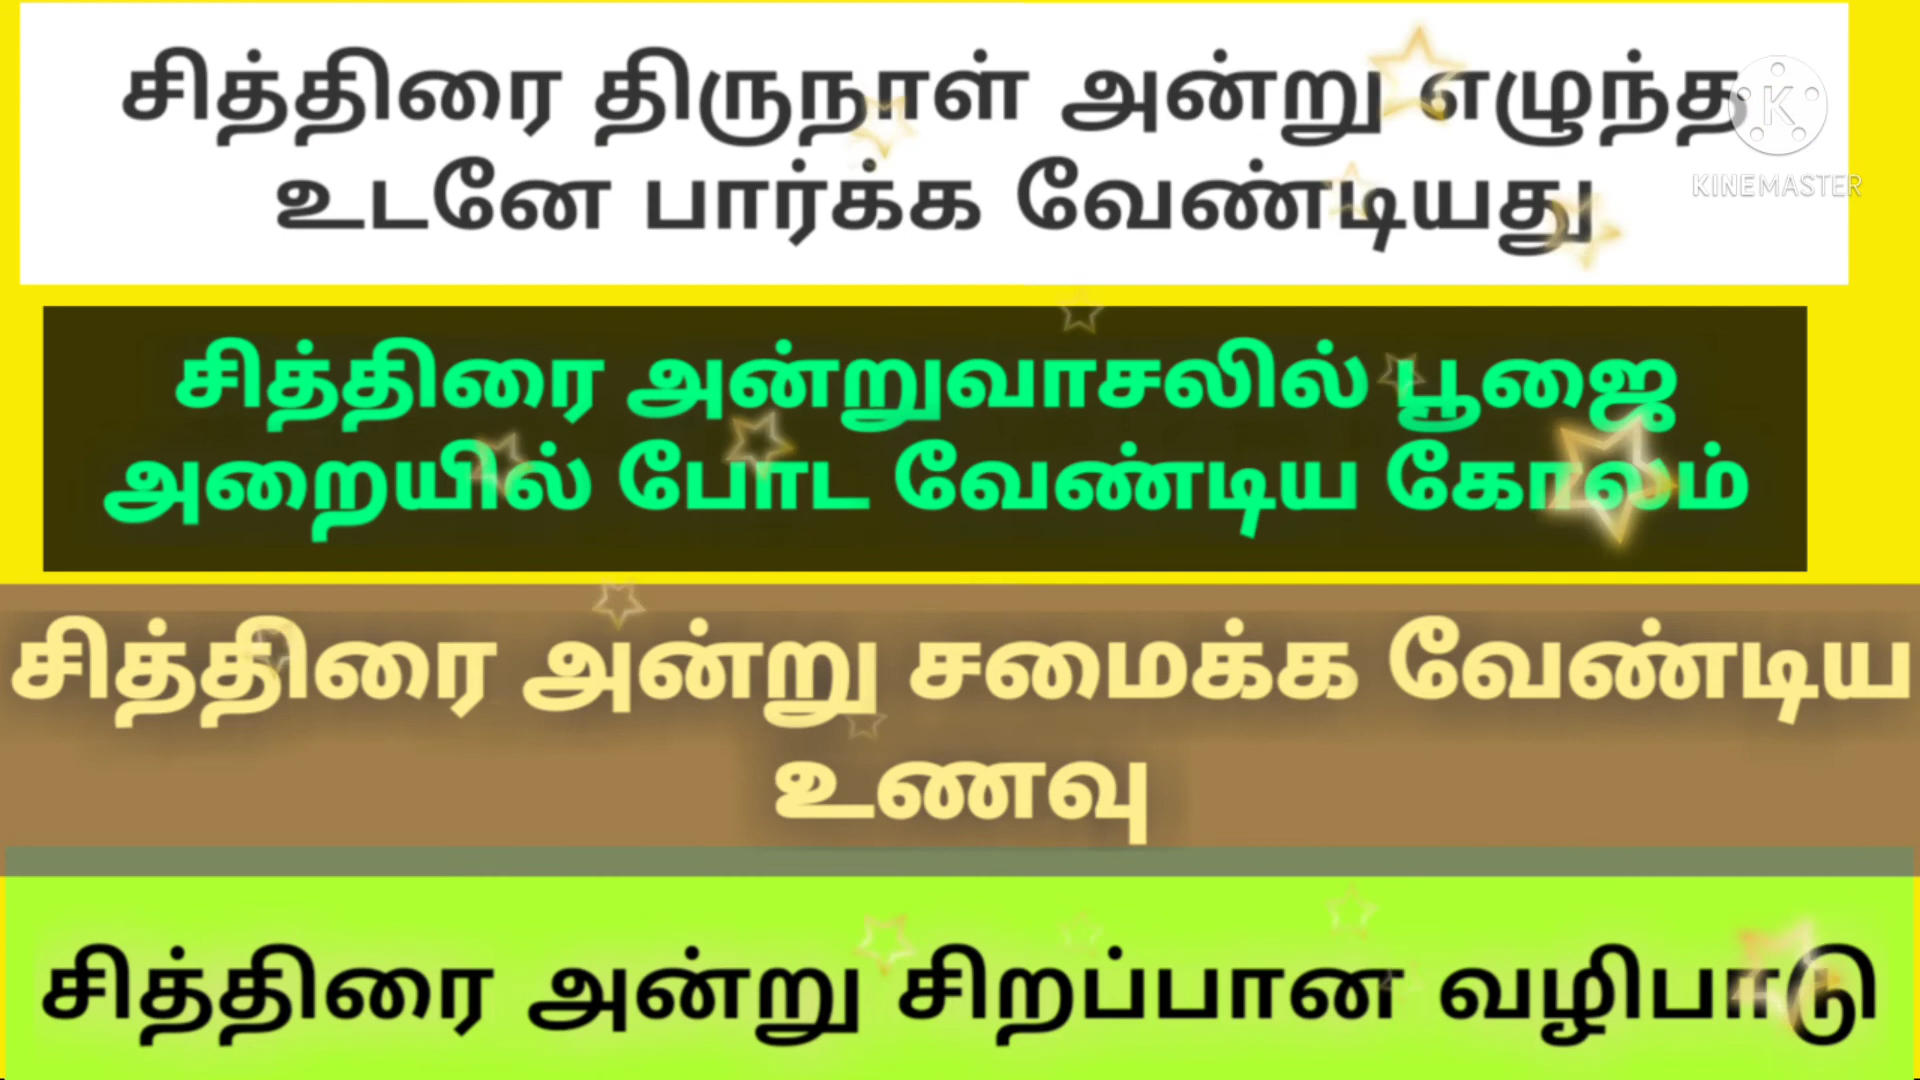 சித்திரை திருநாள் அன்று எழுந்த
உடனே பார்க்க வேண்டியது
KINEMASTER
சித்திரை அன்றுவாசலில் பூஜை
அறையில் போட வேண்டிய கோலம்
சித்திரை அன்று சமைக்க வேண்டிய
உணவு
சித்திரை அன்று சிறப்பான வழிபாடு